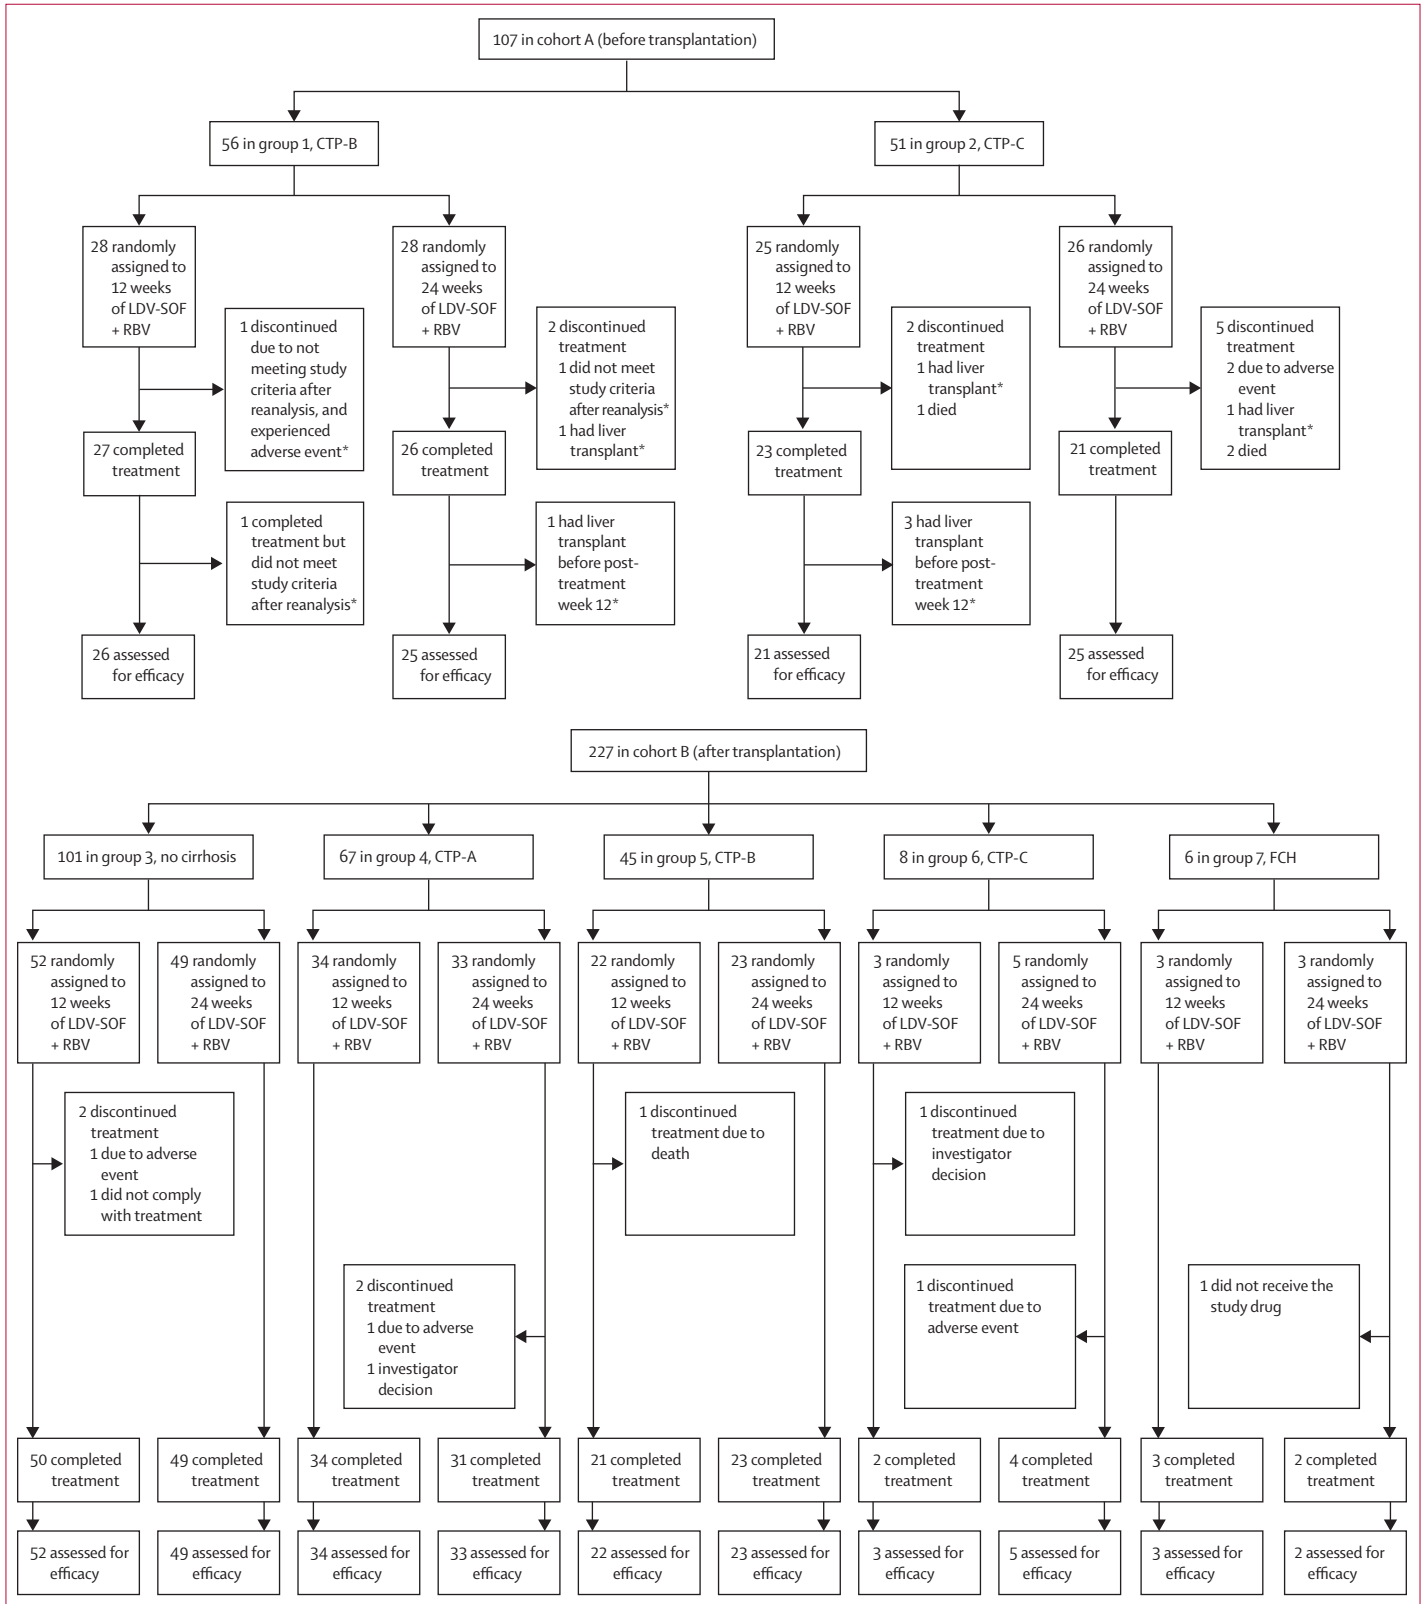 107 in cohort A (before transplantation)
56 in group 1, CTP-B
51 in group 2, CTP-C
28 randomly
assigned to
12 weeks
of LDV-SOF
+ RBV
28 randomly
assigned to
24 weeks
of LDV-SOF
+ RBV
25 randomly
assigned to
12 weeks
of LDV-SOF
+ RBV
26 randomly
assigned to
24 weeks
of LDV-SOF
+ RBV
1 discontinued
due to not
meeting study
criteria after
reanalysis, and
experienced
adverse event*
2 discontinued
treatment
1 did not meet
study criteria
after reanalysis*
1 had liver
transplant*
2 discontinued
treatment
1 had liver
transplant*
1 died
5 discontinued
treatment
2 due to adverse
event
1 had liver
transplant*
2 died
27 completed
treatment
26 completed
treatment
23 completed
treatment
21 completed
treatment
1 completed
treatment but
did not meet
study criteria
after reanalysis*
1 had liver
transplant
before post-
treatment
week 12*
3 had liver
transplant
before post-
treatment
week 12*
26 assessed
for efficacy
25 assessed
for efficacy
21 assessed
for efficacy
25 assessed
for efficacy
227 in cohort B (after transplantation)
101 in group 3, no cirrhosis
67 in group 4, CTP-A
45 in group 5, CTP-B
8 in group 6, CTP-C
6 in group 7, FCH
52 randomly
assigned to
12 weeks
of LDV-SOF
+ RBV
49 randomly
assigned to
24 weeks
of LDV-SOF
+ RBV
34 randomly
assigned to
12 weeks
of LDV-SOF
+ RBV
33 randomly
assigned to
24 weeks
of LDV-SOF
+ RBV
22 randomly
assigned to
12 weeks
of LDV-SOF
+ RBV
23 randomly
assigned to
24 weeks
of LDV-SOF
+ RBV
3 randomly
assigned to
12 weeks
of LDV-SOF
+ RBV
5 randomly
assigned to
24 weeks
of LDV-SOF
+ RBV
3 randomly
assigned to
12 weeks
of LDV-SOF
+ RBV
3 randomly
assigned to
24 weeks
of LDV-SOF
+ RBV
2 discontinued
treatment
1 due to adverse
event
1 did not comply
with treatment
1 discontinued
treatment due to
death
1 discontinued
treatment due to
investigator
decision
2 discontinued
treatment
1 due to adverse
event
1 investigator
decision
1 discontinued
treatment due to
adverse event
1 did not receive the
study drug
50 completed
treatment
49 completed
treatment
34 completed
treatment
31 completed
treatment
21 completed
treatment
23 completed
treatment
2 completed
treatment
4 completed
treatment
3 completed
treatment
2 completed
treatment
52 assessed for
efficacy
49 assessed for
efficacy
34 assessed for
efficacy
33 assessed for
efficacy
22 assessed for
efficacy
23 assessed for
efficacy
3 assessed for
efficacy
5 assessed for
efficacy
3 assessed for
efficacy
2 assessed for
efficacy